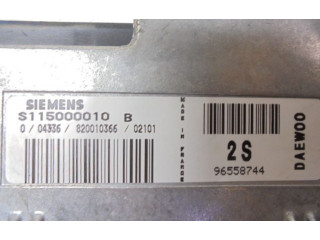 SIEMENS
S115000010 B
0 / 04336 / 820010366 / 02101
MADE IN FRANCE
2S
96558744
DAEWOO